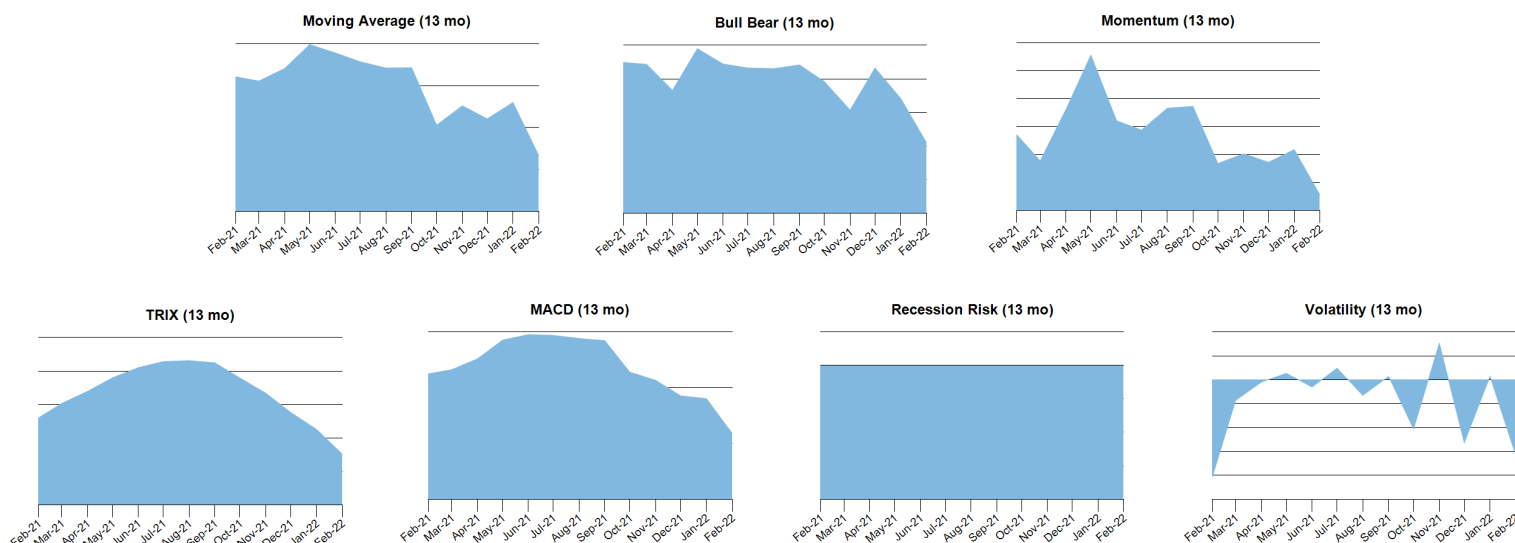 Moving Average (13 mo)
Feb-21 Mar-21 Apr-21 May-21 Jun-21 Jul-21 Aug-21 Sep-21 Oct-21 Nov-21 Dec-21 Jan-22 Feb-22
Bull Bear (13 mo)
Feb-21 Mar-21 Apr-21 May-21 Jun-21 Jul-21 Aug-21 Sep-21 Oct-21 Nov-21 Dec-21 Jan-22 Feb-22
Momentum (13 mo)
Feb-21 Mar-21 Apr-21 May-21 Jun-21 Jul-21 Aug-21 Sep-21 Oct-21 Nov-21 Dec-21 Jan-22 Feb-22
TRIX (13 mo)
Feb-21 Mar-21 Apr-21 May-21 Jun-21 Jul-21 Aug-21 Sep-21 Oct-21 Nov-21 Dec-21 Jan-22 Feb-22
MACD (13 mo)
Feb-21 Mar-21 Apr-21 May-21 Jun-21 Jul-21 Aug-21 Sep-21 Oct-21 Nov-21 Dec-21 Jan-22 Feb-22
Recession Risk (13 mo)
Feb-21 Mar-21 Apr-21 May-21 Jun-21 Jul-21 Aug-21 Sep-21 Oct-21 Nov-21 Dec-21 Jan-22 Feb-22
Volatility (13 mo)
Feb-21 Mar-21 Apr-21 May-21 Jun-21 Jul-21 Aug-21 Sep-21 Oct-21 Nov-21 Dec-21 Jan-22 Feb-22